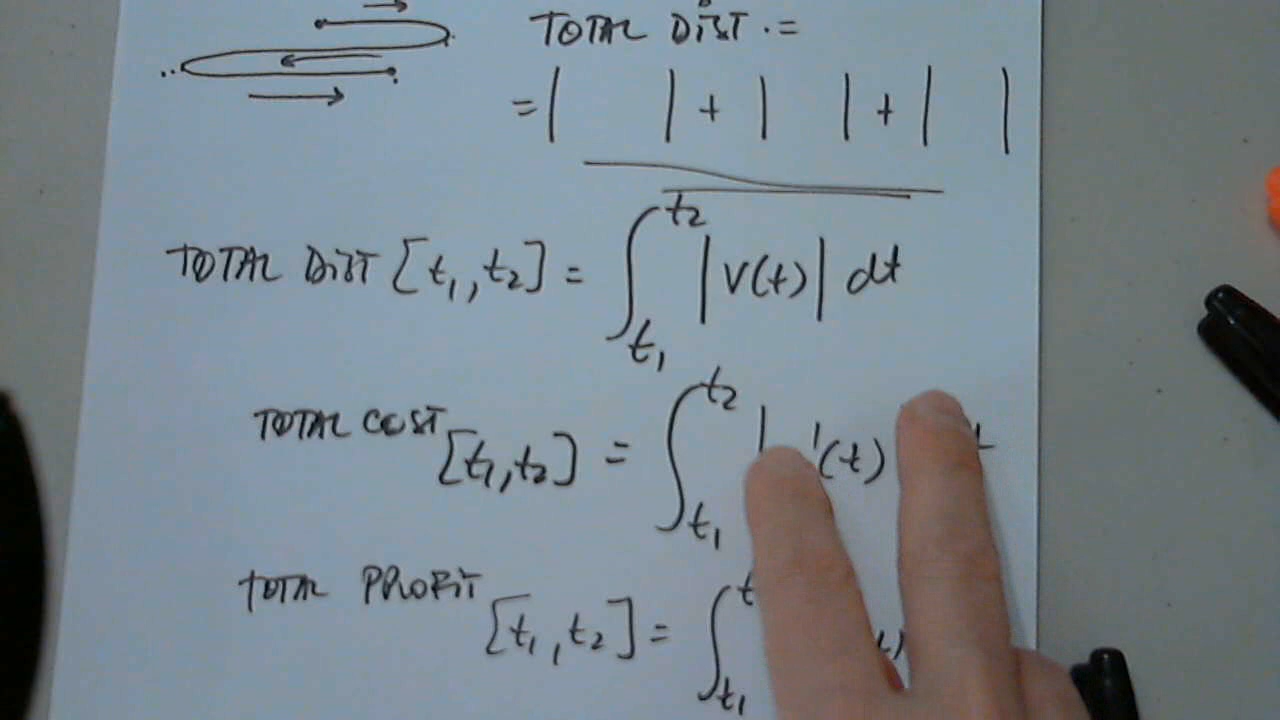 TOTAL DIST. =
= |     | + |     | + |     |
TOTAL DIST [t₁, t₂] = ∫_{t₁}^{t₂} |v(t)| dt
TOTAL COST [t₁, t₂] = ∫_{t₁}^{t₂} | '(t)
TOTAL PROFIT [t₁, t₂] = ∫_{t₁}^{t